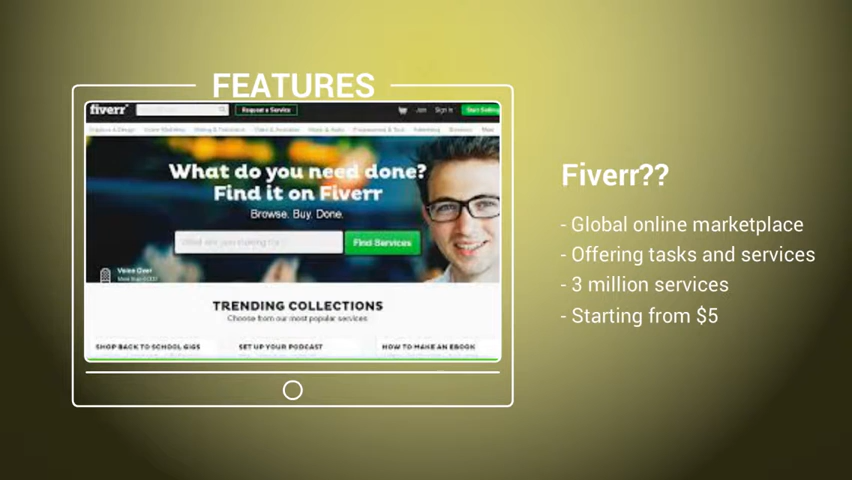 FEATURES
fiverr
Request a Service
Join Sign in Start Selling
What do you need done?
Find it on Fiverr
Browse. Buy. Done.
Find Services
Voice Over
TRENDING COLLECTIONS
Choose from our most popular services
SHOP BACK TO SCHOOL GIGS SET UP YOUR PODCAST HOW TO MAKE AN EBOOK
Fiverr??
- Global online marketplace
- Offering tasks and services
- 3 million services
- Starting from $5